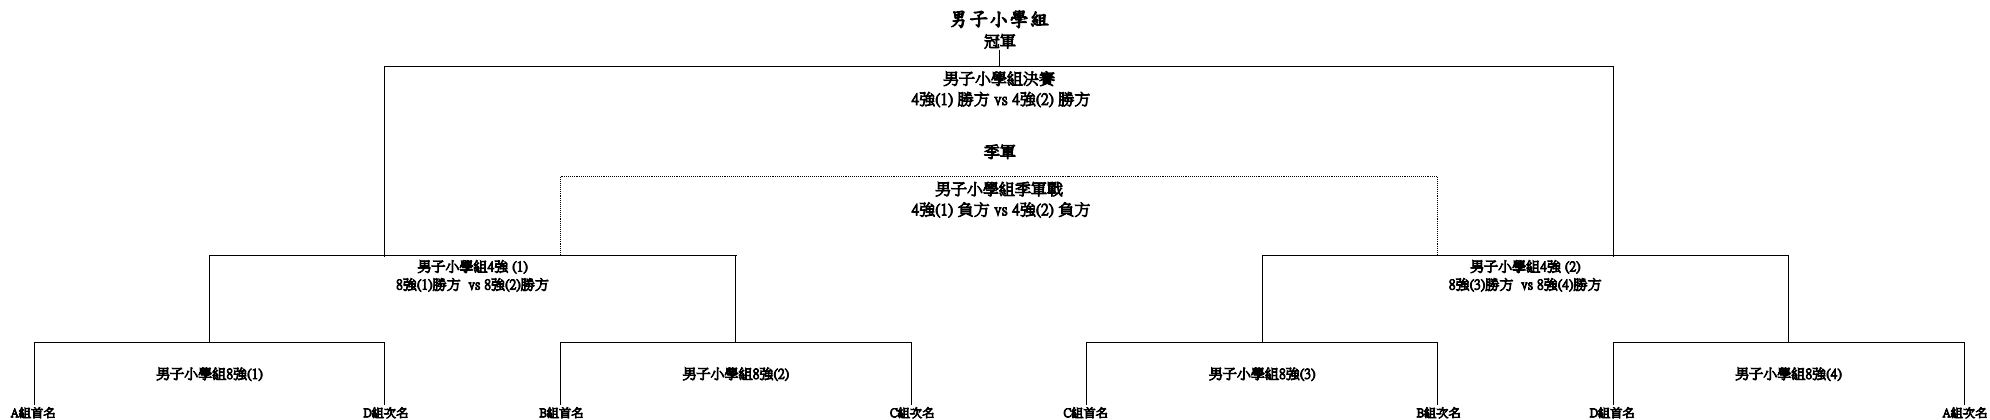 男子小學組
冠軍
男子小學組決賽
4強(1) 勝方 vs 4強(2) 勝方
季軍
男子小學組季軍戰
4強(1) 負方 vs 4強(2) 負方
男子小學組4強 (1)
8強(1)勝方 vs 8強(2)勝方
男子小學組4強 (2)
8強(3)勝方 vs 8強(4)勝方
男子小學組8強(1)
男子小學組8強(2)
男子小學組8強(3)
男子小學組8強(4)
A組首名
D組次名
B組首名
C組次名
C組首名
B組次名
D組首名
A組次名